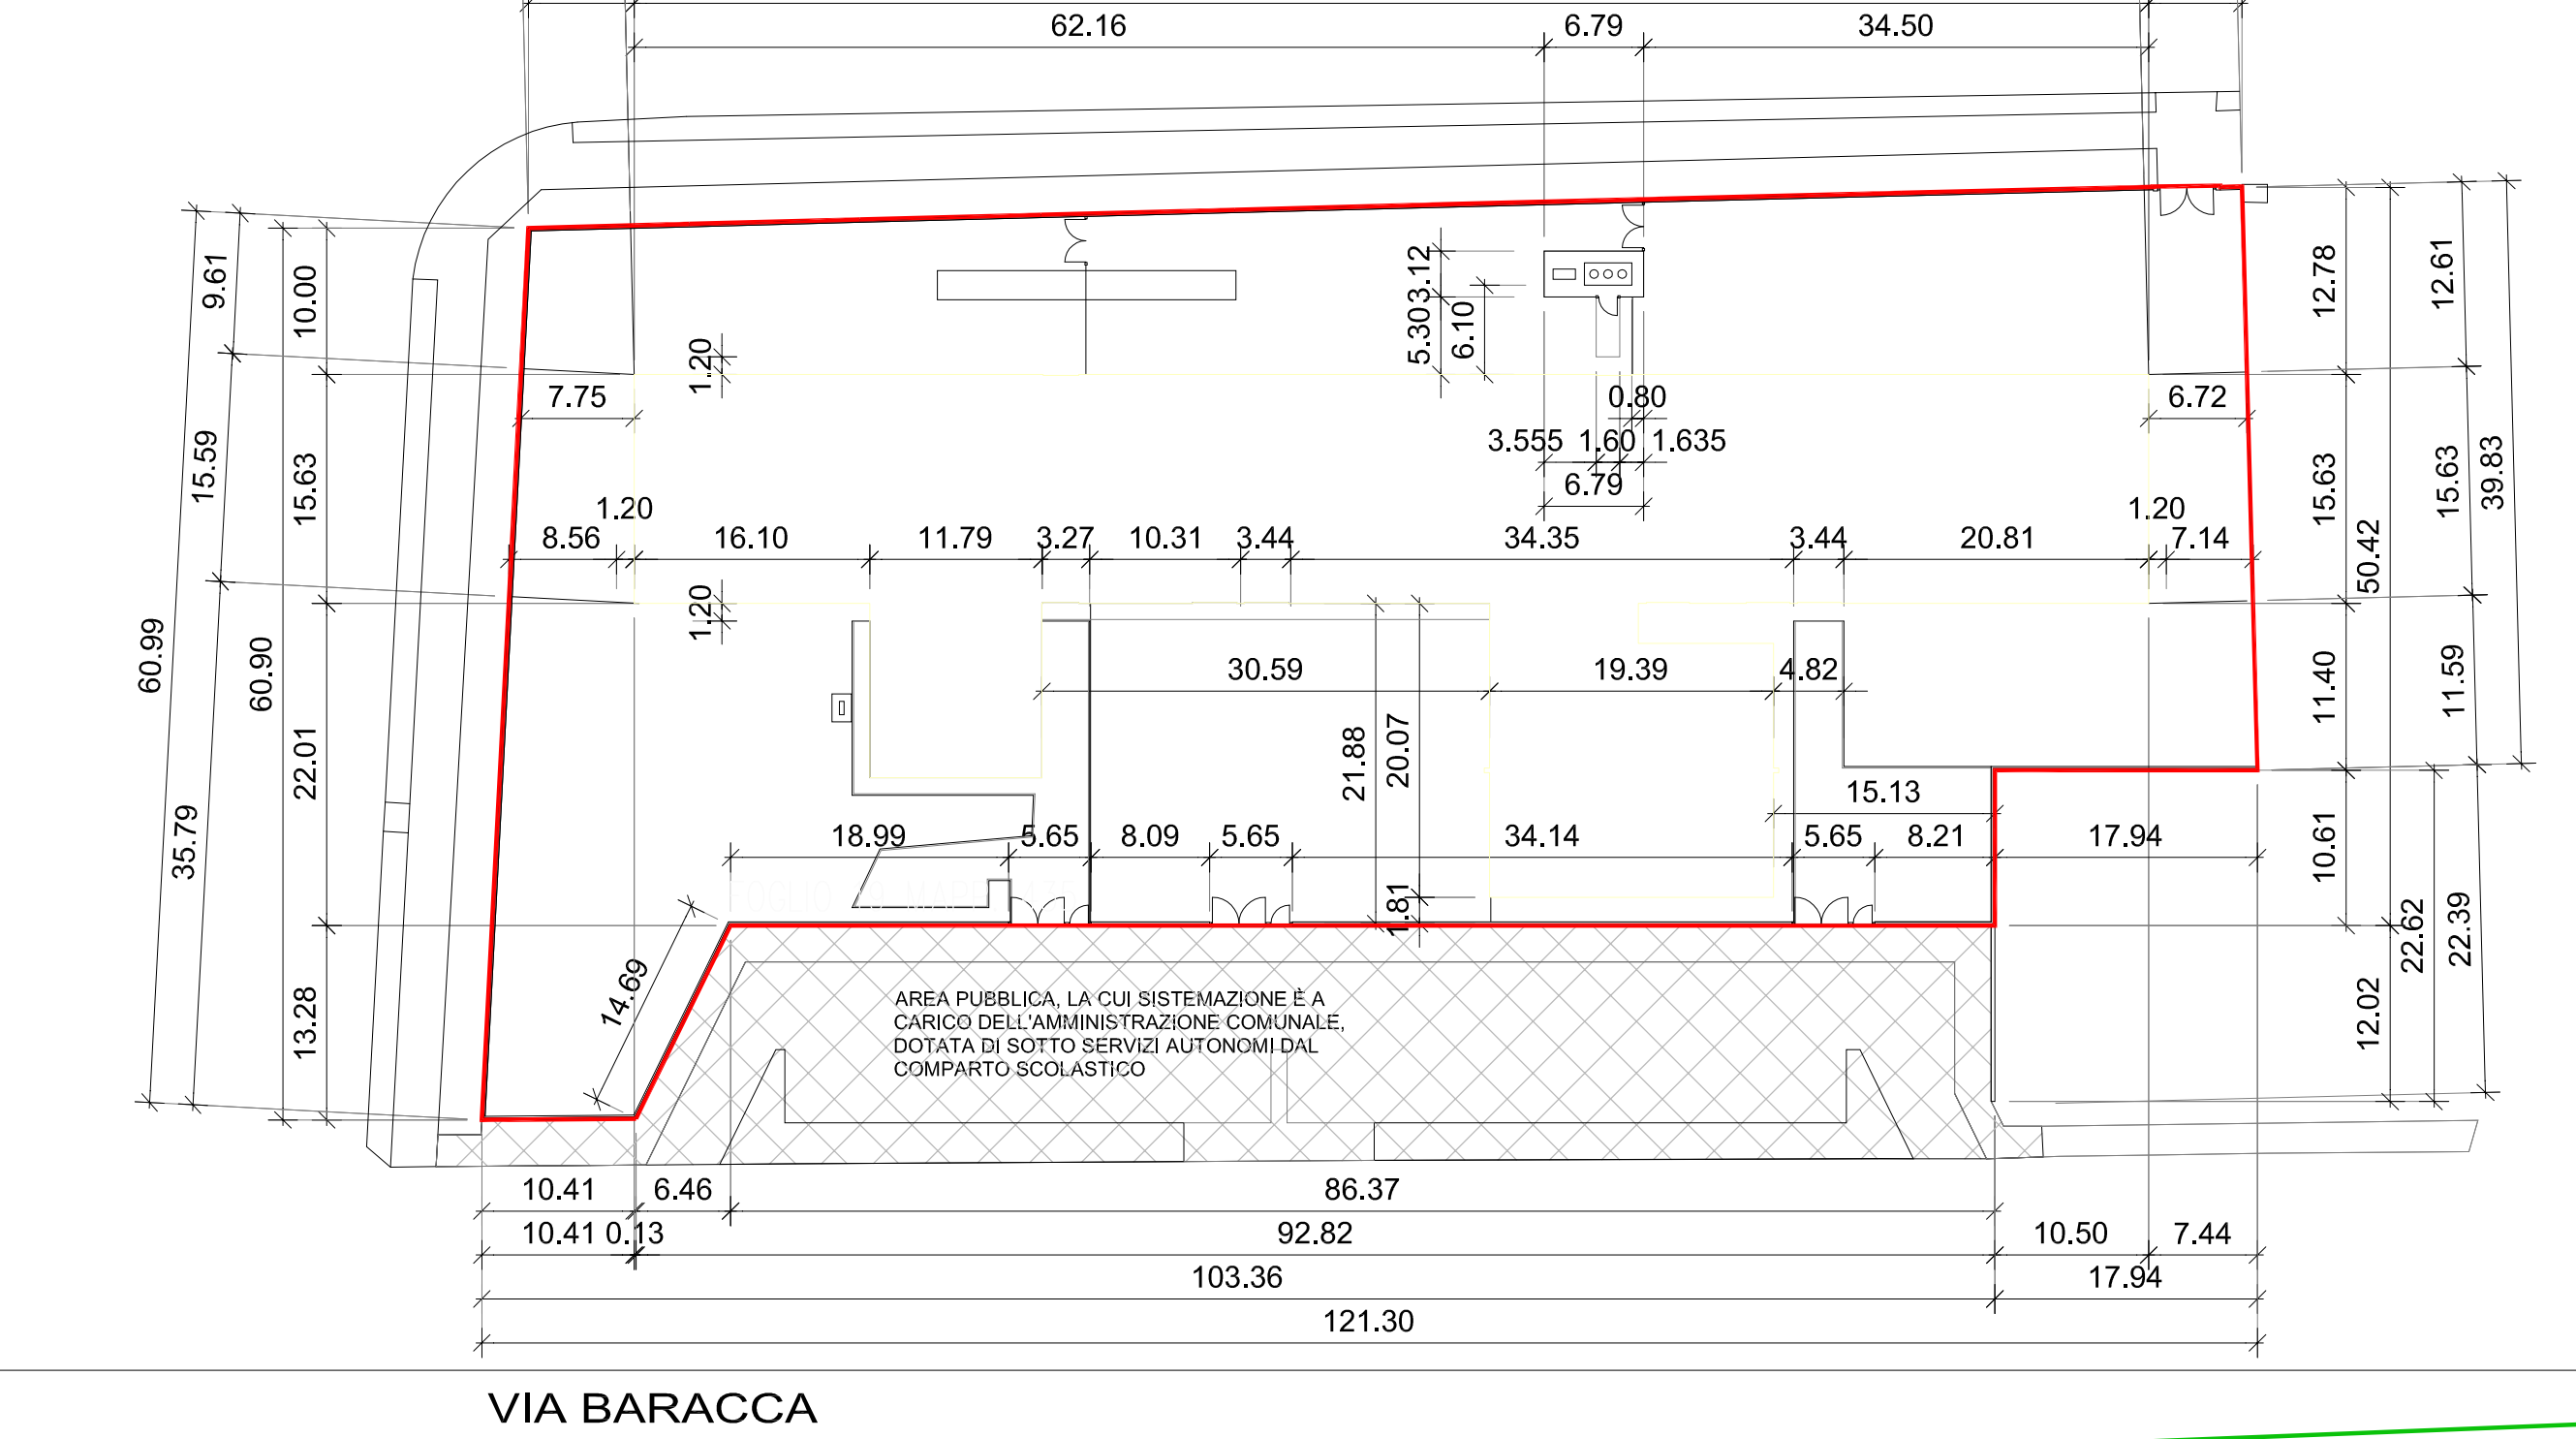 62.16 6.79 34.50
9.61 10.00 5.30 3.12 6.10 12.78 12.61
1.20
7.75 0.80 6.72
3.555 1.60 1.635
15.59 15.63 6.79 15.63 15.63 39.83
1.20 1.20
8.56 16.10 11.79 3.27 10.31 3.44 34.35 3.44 20.81 7.14
50.42
1.20
60.99 60.90 30.59 19.39 4.82 11.40 11.59
22.01 21.88 20.07
15.13
35.79 18.99 5.65 8.09 5.65 34.14 5.65 8.21 17.94 10.61
FOGLIO MAPP
1.81 22.62 22.39
14.69
13.28 12.02
AREA PUBBLICA, LA CUI SISTEMAZIONE È A
CARICO DELL'AMMINISTRAZIONE COMUNALE,
DOTATA DI SOTTO SERVIZI AUTONOMI DAL
COMPARTO SCOLASTICO
10.41 6.46 86.37
10.41 0.13 92.82 10.50 7.44
103.36 17.94
121.30
VIA BARACCA